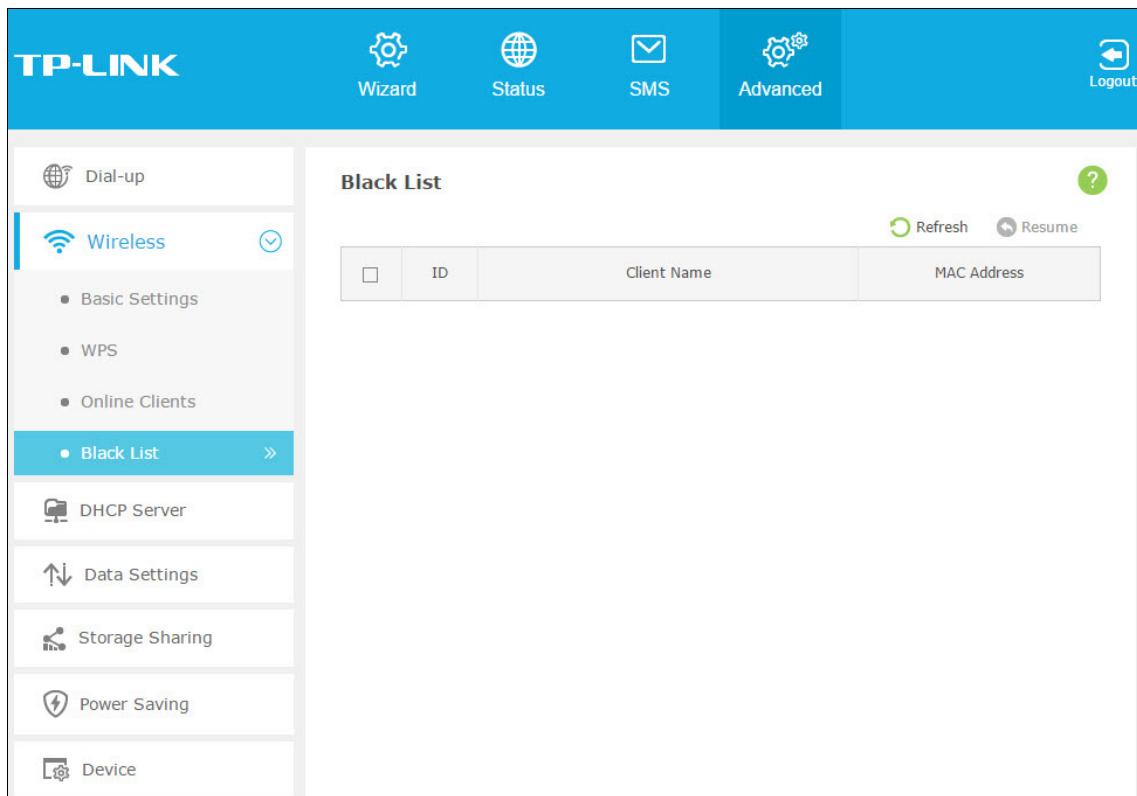 TP-LINK
Wizard
Status
SMS
Advanced
Logout
Dial-up
Wireless
Basic Settings
WPS
Online Clients
Black List
DHCP Server
Data Settings
Storage Sharing
Power Saving
Device
Black List
?
Refresh
Resume
ID Client Name MAC Address